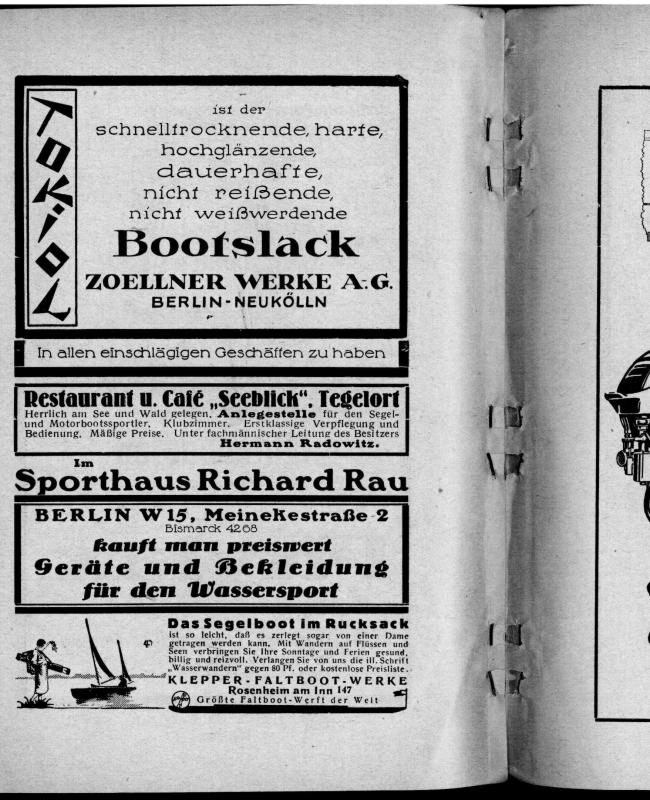 TOKIOL
ist der
schnelltrocknende, harte,
hochglänzende,
dauerhafte,
nicht reißende,
nicht weißwerdende
Bootslack
ZOELLNER WERKE A.-G.
BERLIN-NEUKÖLLN
In allen einschlägigen Geschäften zu haben
Restaurant u. Café „Seeblick“, Tegelort
Herrlich am See und Wald gelegen. Anlegestelle für den Segel-
und Motorbootssportler. Klubzimmer. Erstklassige Verpflegung und
Bedienung. Mäßige Preise. Unter fachmännischer Leitung des Besitzers
Hermann Radowitz.
Im
Sporthaus Richard Rau
BERLIN W 15, Meinekestraße 2
Bismarck 4268
kauft man preiswert
Geräte und Bekleidung
für den Wassersport
Das Segelboot im Rucksack
ist so leicht, daß es zerlegt sogar von einer Dame
getragen werden kann. Mit Wandern auf Flüssen und
Seen verbringen Sie Ihre Sonntage und Ferien gesund,
billig und reizvoll. Verlangen Sie von uns die ill. Schrift
„Wasserwandern“ gegen 80 Pf. oder kostenlose Preisliste.
KLEPPER-FALTBOOT-WERKE
Rosenheim am Inn 147
Größte Faltboot-Werft der Welt